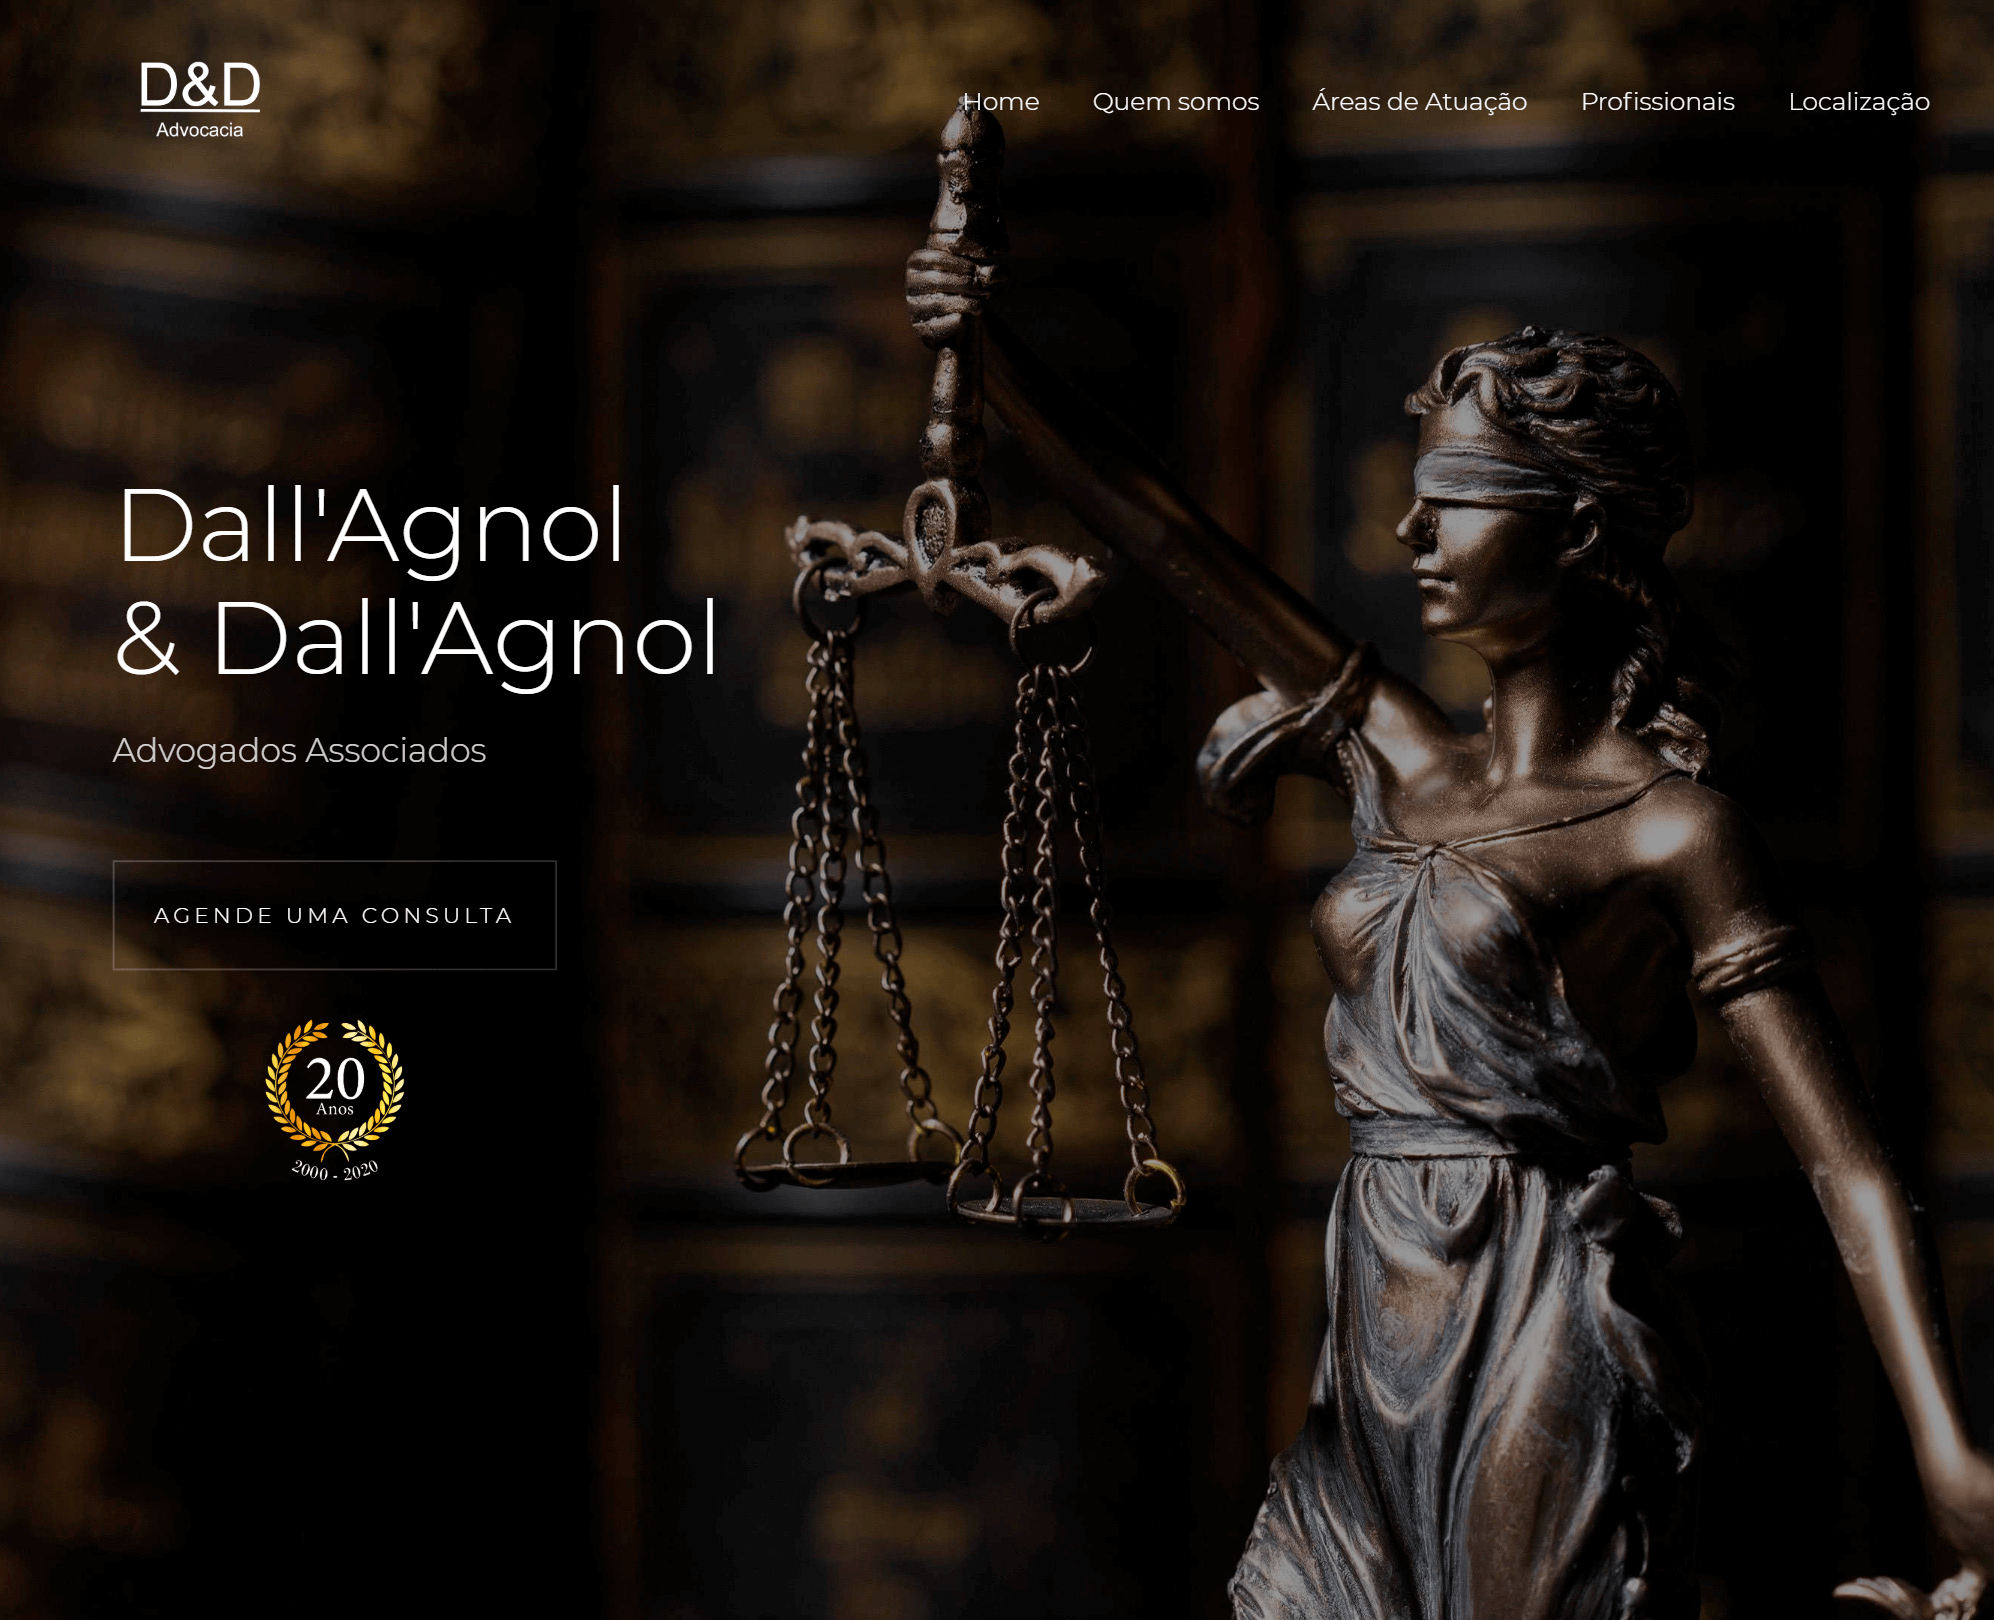 D&D
Advocacia
Home Quem somos Áreas de Atuação Profissionais Localização
Dall'Agnol
& Dall'Agnol
Advogados Associados
AGENDE UMA CONSULTA
20
Anos
2000 - 2020